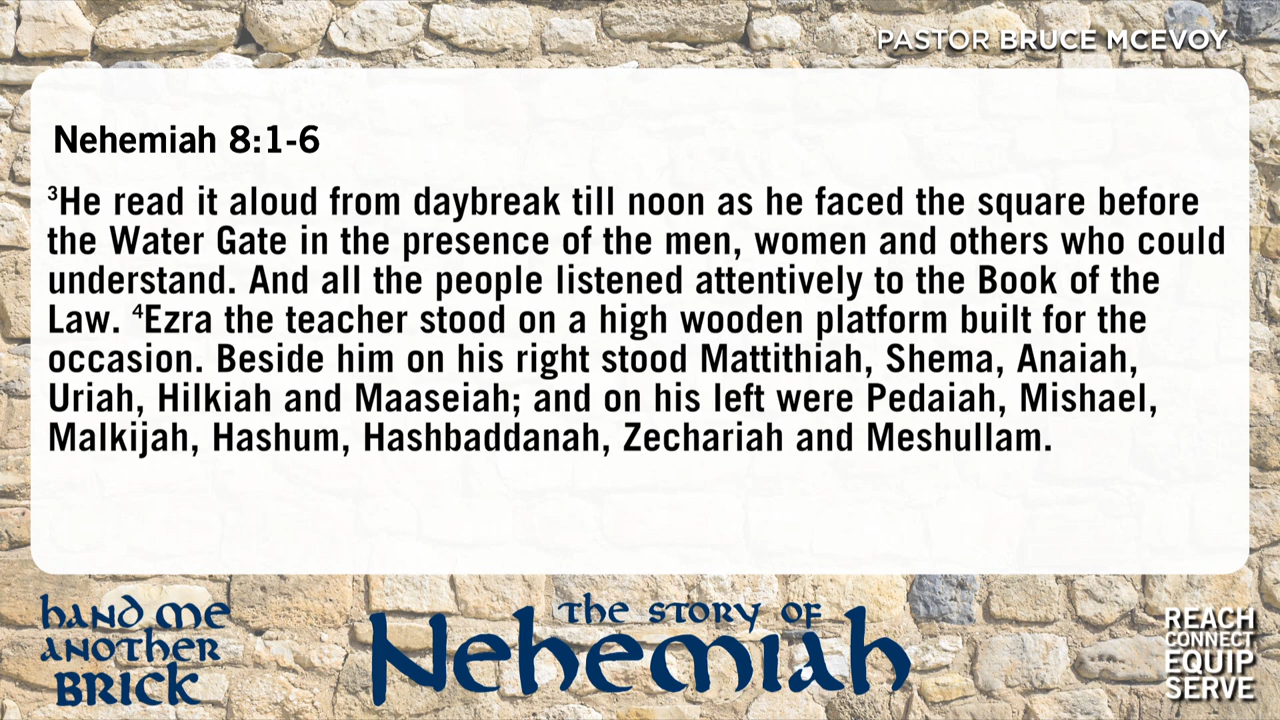 PASTOR BRUCE MCEVOY
Nehemiah 8:1-6
³He read it aloud from daybreak till noon as he faced the square before
the Water Gate in the presence of the men, women and others who could
understand. And all the people listened attentively to the Book of the
Law. ⁴Ezra the teacher stood on a high wooden platform built for the
occasion. Beside him on his right stood Mattithiah, Shema, Anaiah,
Uriah, Hilkiah and Maaseiah; and on his left were Pedaiah, Mishael,
Malkijah, Hashum, Hashbaddanah, Zechariah and Meshullam.
hand me
another
BRICK
the story of
Nehemiah
REACH
CONNECT
EQUIP
SERVE